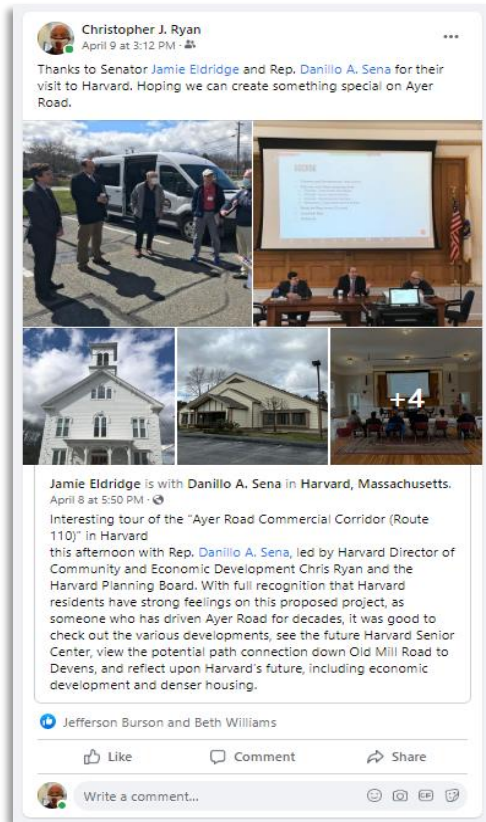 Christopher J. Ryan
April 9 at 3:12 PM ·
Thanks to Senator Jamie Eldridge and Rep. Danillo A. Sena for their
visit to Harvard. Hoping we can create something special on Ayer
Road.
+4
Jamie Eldridge is with Danillo A. Sena in Harvard, Massachusetts.
April 8 at 5:50 PM ·
Interesting tour of the "Ayer Road Commercial Corridor (Route
110)" in Harvard
this afternoon with Rep. Danillo A. Sena, led by Harvard Director of
Community and Economic Development Chris Ryan and the
Harvard Planning Board. With full recognition that Harvard
residents have strong feelings on this proposed project, as
someone who has driven Ayer Road for decades, it was good to
check out the various developments, see the future Harvard Senior
Center, view the potential path connection down Old Mill Road to
Devens, and reflect upon Harvard's future, including economic
development and denser housing.
Jefferson Burson and Beth Williams
Like Comment Share
Write a comment...
GIF